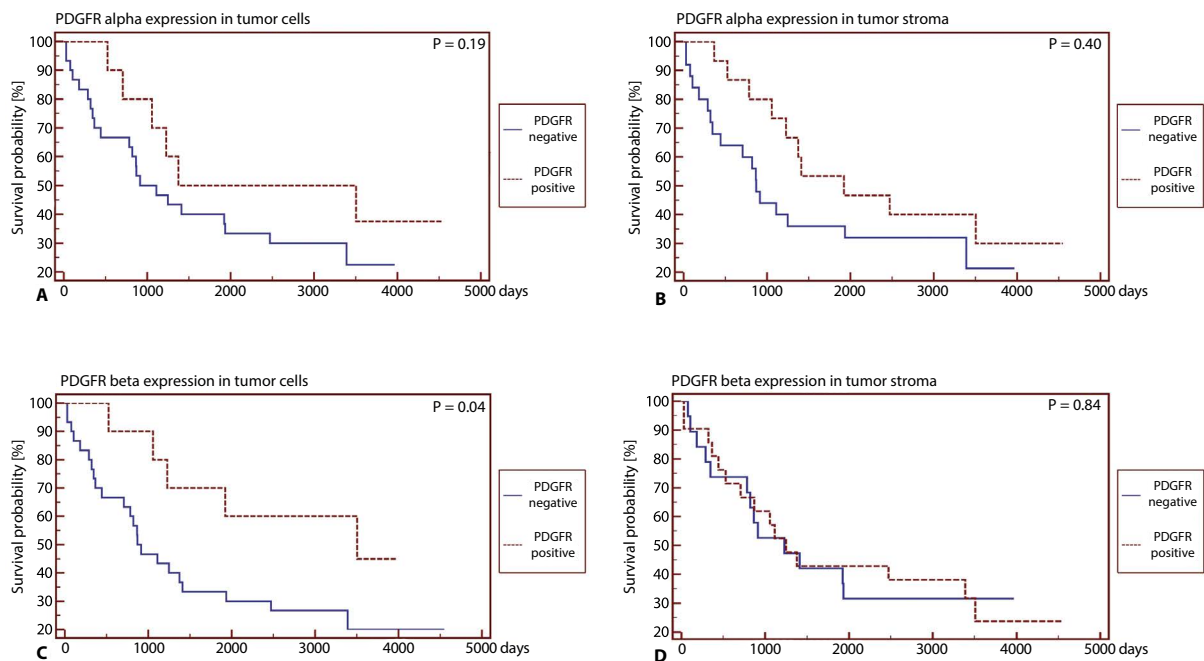 PDGFR alpha expression in tumor cells
P = 0.19
Survival probability [%]
100
90
80
70
60
50
40
30
20
0 1000 2000 3000 4000 5000 days
PDGFR negative
PDGFR positive
A
PDGFR alpha expression in tumor stroma
P = 0.40
Survival probability [%]
100
90
80
70
60
50
40
30
20
0 1000 2000 3000 4000 5000 days
PDGFR negative
PDGFR positive
B
PDGFR beta expression in tumor cells
P = 0.04
Survival probability [%]
100
90
80
70
60
50
40
30
20
0 1000 2000 3000 4000 5000 days
PDGFR negative
PDGFR positive
C
PDGFR beta expression in tumor stroma
P = 0.84
Survival probability [%]
100
90
80
70
60
50
40
30
20
0 1000 2000 3000 4000 5000 days
PDGFR negative
PDGFR positive
D